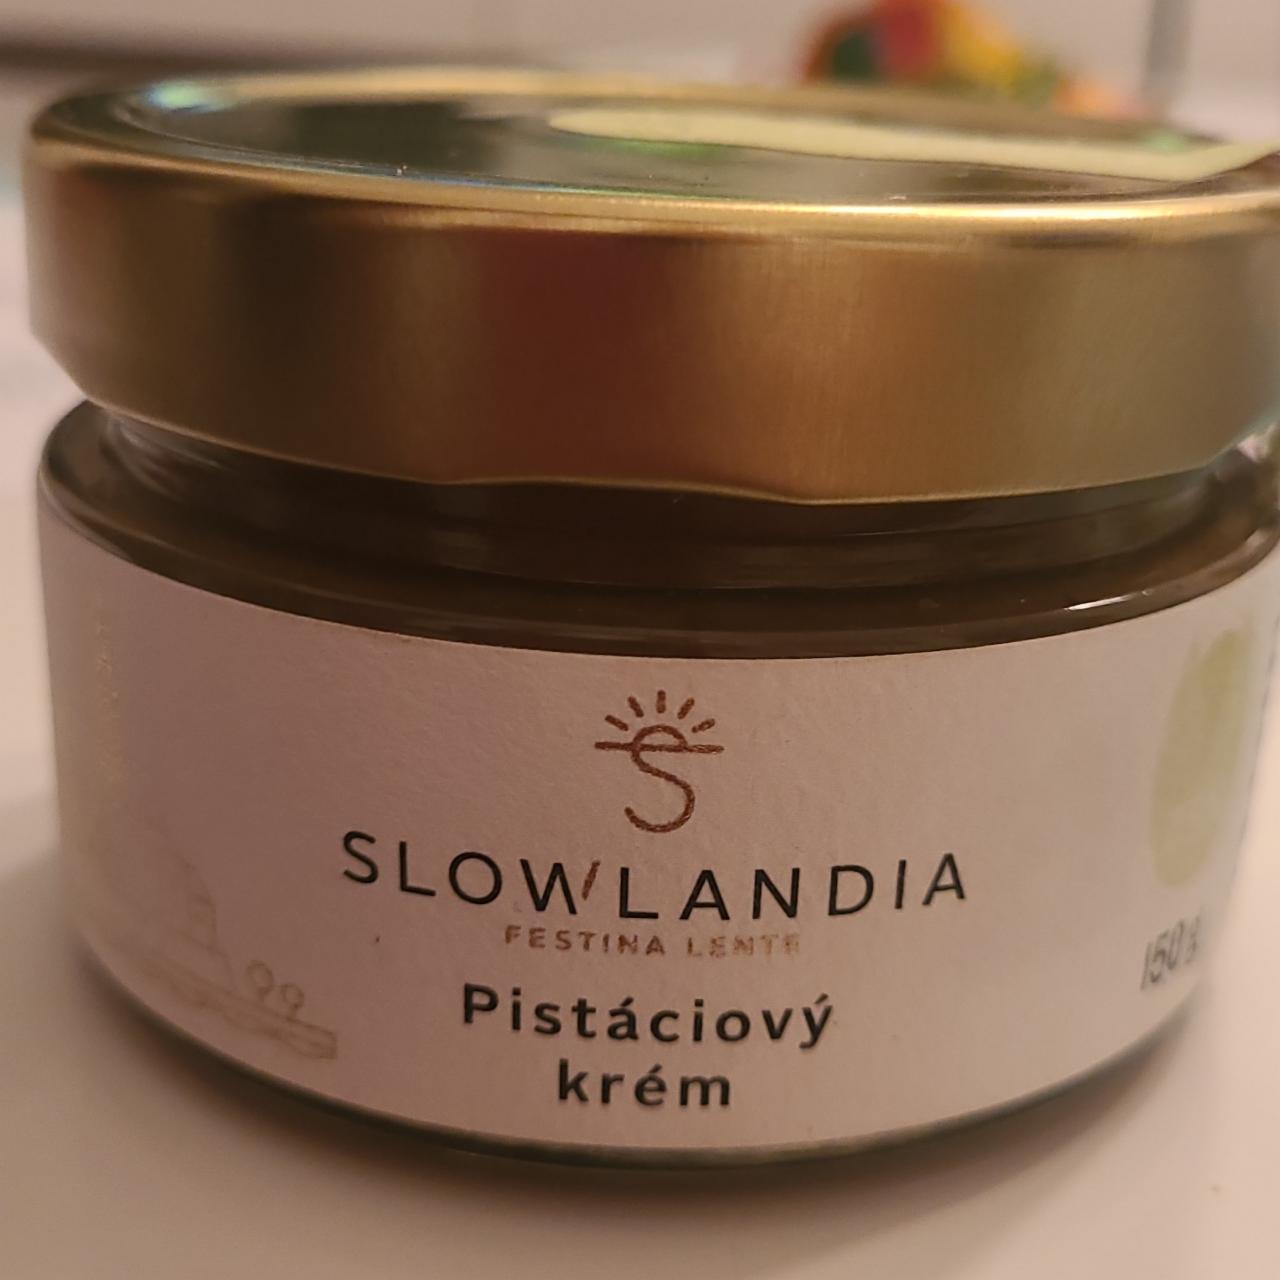 SLOWLANDIA
FESTINA LENTE
Pistáciový
krém
150 g